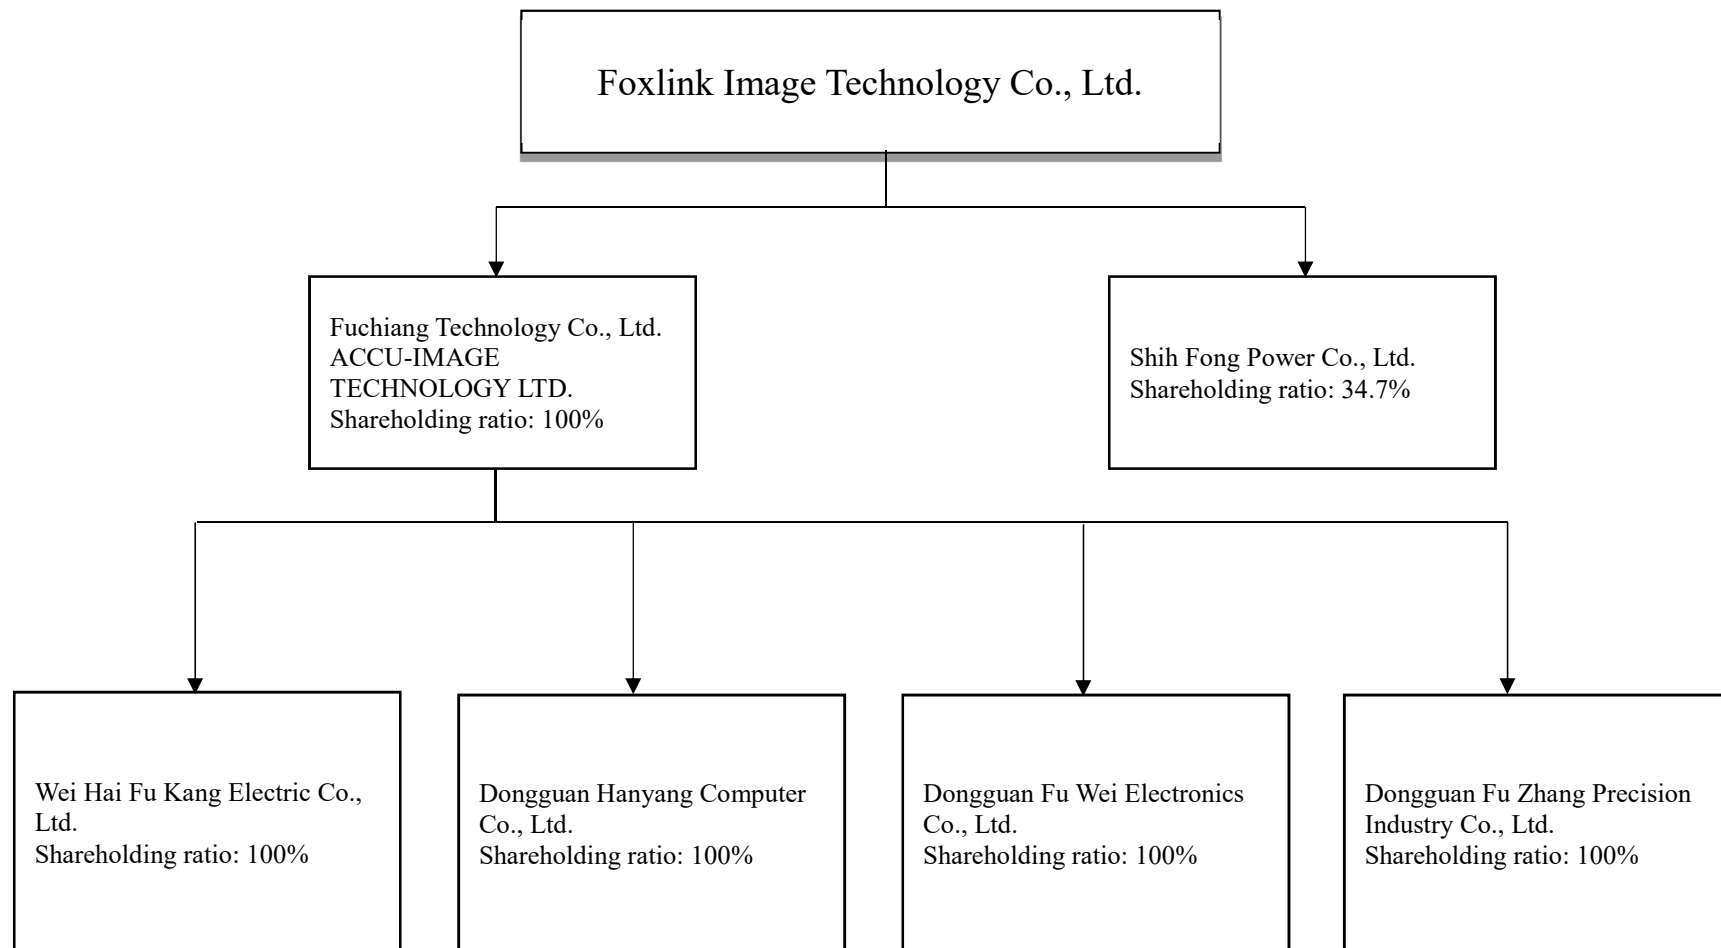 Foxlink Image Technology Co., Ltd.
Fuchiang Technology Co., Ltd.
ACCU-IMAGE
TECHNOLOGY LTD.
Shareholding ratio: 100%
Shih Fong Power Co., Ltd.
Shareholding ratio: 34.7%
Wei Hai Fu Kang Electric Co.,
Ltd.
Shareholding ratio: 100%
Dongguan Hanyang Computer
Co., Ltd.
Shareholding ratio: 100%
Dongguan Fu Wei Electronics
Co., Ltd.
Shareholding ratio: 100%
Dongguan Fu Zhang Precision
Industry Co., Ltd.
Shareholding ratio: 100%